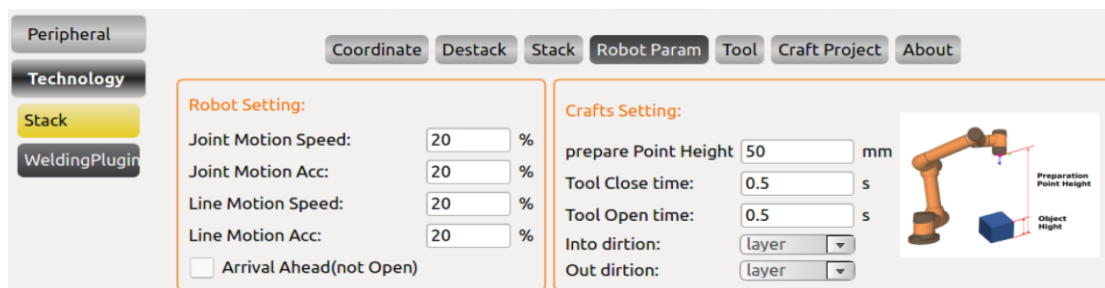 Peripheral
Technology
Stack
WeldingPlugin
Coordinate Destack Stack Robot Param Tool Craft Project About
Robot Setting:
Joint Motion Speed: 20 %
Joint Motion Acc: 20 %
Line Motion Speed: 20 %
Line Motion Acc: 20 %
Arrival Ahead(not Open)
Crafts Setting:
prepare Point Height 50 mm
Tool Close time: 0.5 s
Tool Open time: 0.5 s
Into dirtion: layer
Out dirtion: layer
Preparation
Point Height
Object
Hight